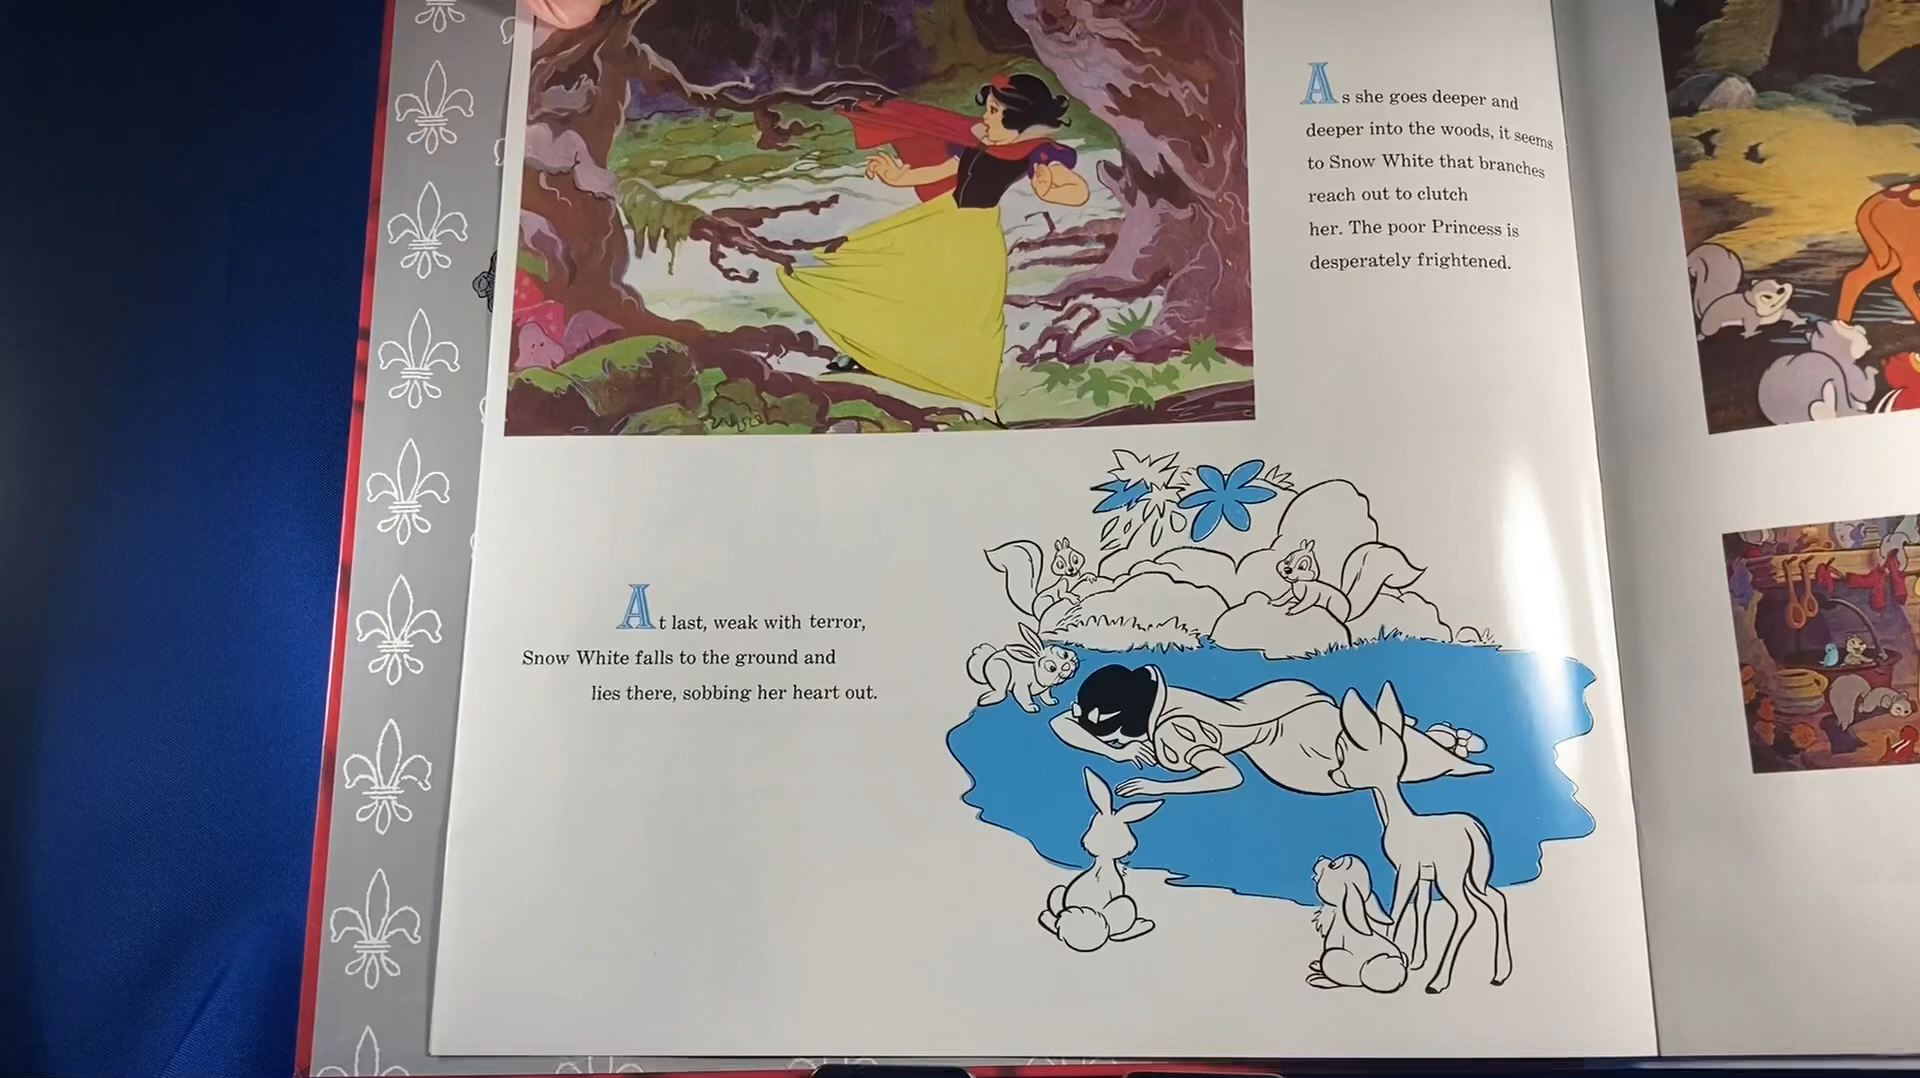 As she goes deeper and
deeper into the woods, it seems
to Snow White that branches
reach out to clutch
her. The poor Princess is
desperately frightened.
At last, weak with terror,
Snow White falls to the ground and
lies there, sobbing her heart out.